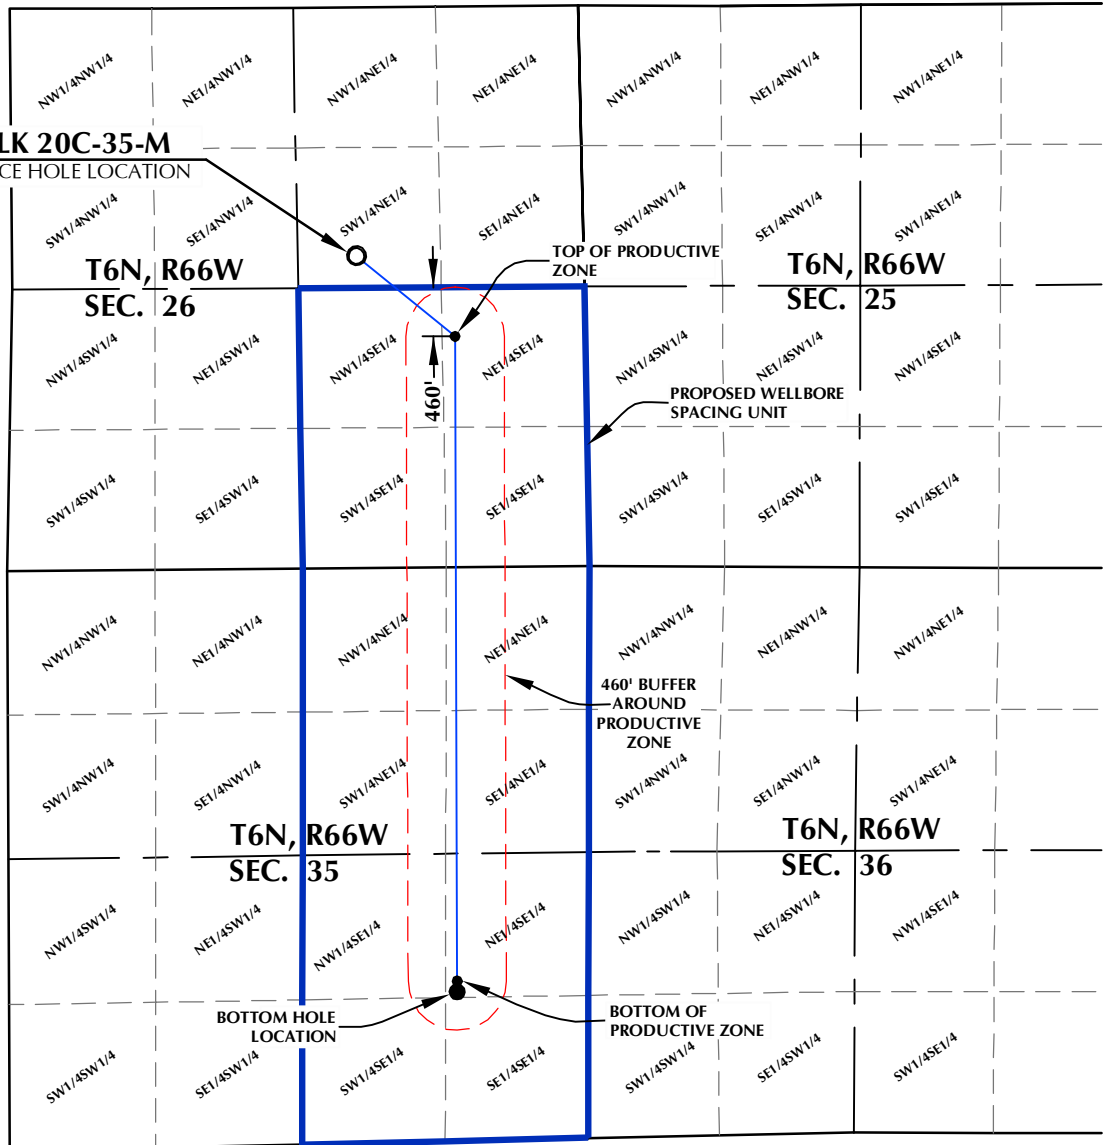 NW1/4NW1/4
NE1/4NW1/4
NW1/4NE1/4
NE1/4NE1/4
NW1/4NW1/4
NE1/4NW1/4
NW1/4NE1/4
LK 20C-35-M
CE HOLE LOCATION
SW1/4NW1/4
SE1/4NW1/4
SW1/4NE1/4
SE1/4NE1/4
SW1/4NW1/4
SE1/4NW1/4
SW1/4NE1/4
T6N, R66W
SEC. 26
TOP OF PRODUCTIVE
ZONE
T6N, R66W
SEC. 25
NW1/4SW1/4
NE1/4SW1/4
NW1/4SE1/4
NE1/4SE1/4
NW1/4SW1/4
NE1/4SW1/4
NW1/4SE1/4
460'
PROPOSED WELLBORE
SPACING UNIT
SW1/4SW1/4
SE1/4SW1/4
SW1/4SE1/4
SE1/4SE1/4
SW1/4SW1/4
SE1/4SW1/4
SW1/4SE1/4
NW1/4NW1/4
NE1/4NW1/4
NW1/4NE1/4
NE1/4NE1/4
NW1/4NW1/4
NE1/4NW1/4
NW1/4NE1/4
460' BUFFER
AROUND
PRODUCTIVE
ZONE
SW1/4NW1/4
SE1/4NW1/4
SW1/4NE1/4
SE1/4NE1/4
SW1/4NW1/4
SE1/4NW1/4
SW1/4NE1/4
T6N, R66W
SEC. 35
T6N, R66W
SEC. 36
NW1/4SW1/4
NE1/4SW1/4
NW1/4SE1/4
NE1/4SE1/4
NW1/4SW1/4
NE1/4SW1/4
NW1/4SE1/4
BOTTOM HOLE
LOCATION
BOTTOM OF
PRODUCTIVE ZONE
SW1/4SW1/4
SE1/4SW1/4
SW1/4SE1/4
SE1/4SE1/4
SW1/4SW1/4
SE1/4SW1/4
SW1/4SE1/4